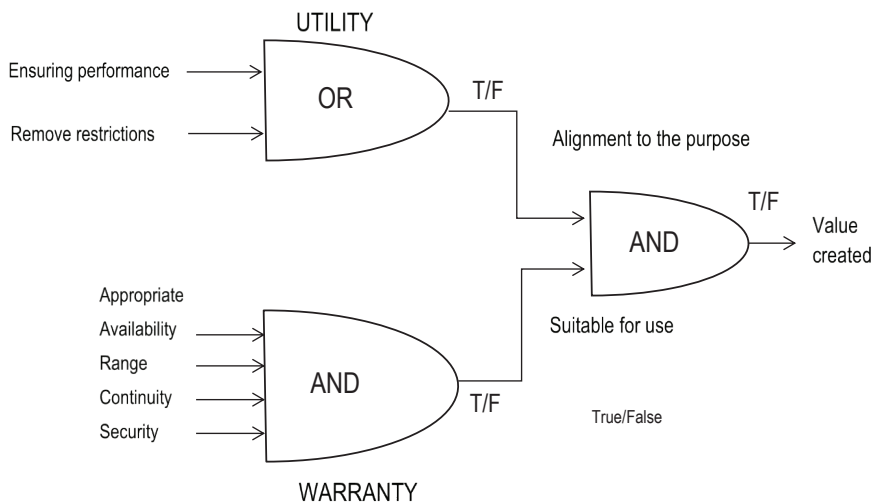 UTILITY
Ensuring performance
OR
T/F
Remove restrictions
Alignment to the purpose
T/F
AND
Value
created
Appropriate
Availability
Suitable for use
Range
AND
Continuity
T/F
True/False
Security
WARRANTY